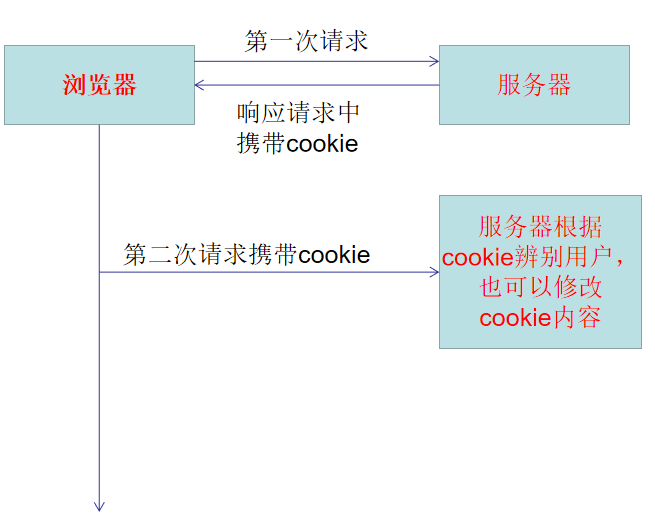 第一次请求
浏览器
服务器
响应请求中
携带cookie
第二次请求携带cookie
服务器根据
cookie辨别用户，
也可以修改
cookie内容